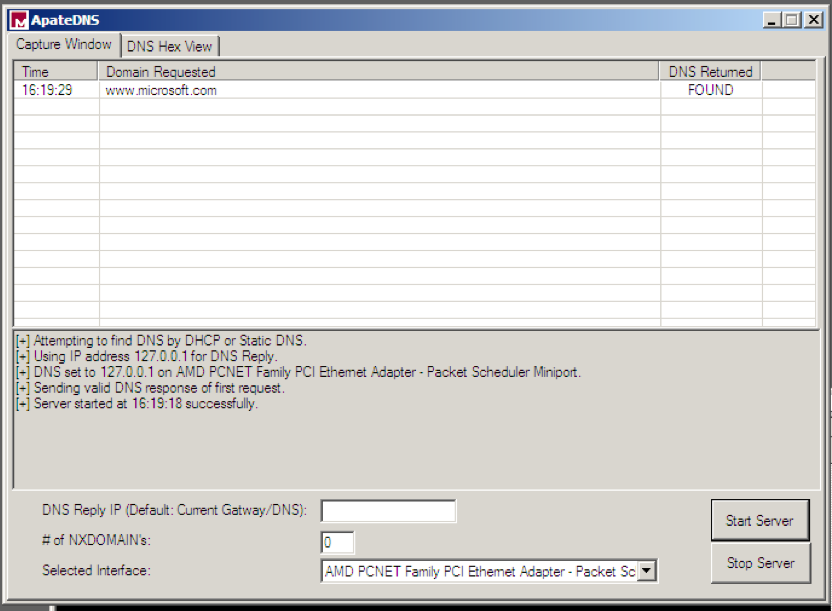 ApateDNS
Capture Window DNS Hex View
Time Domain Requested DNS Returned
16:19:29 www.microsoft.com FOUND
[+] Attempting to find DNS by DHCP or Static DNS.
[+] Using IP address 127.0.0.1 for DNS Reply.
[+] DNS set to 127.0.0.1 on AMD PCNET Family PCI Ethernet Adapter - Packet Scheduler Miniport.
[+] Sending valid DNS response of first request.
[+] Server started at 16:19:18 successfully.
DNS Reply IP (Default: Current Gatway/DNS):
Start Server
# of NXDOMAIN's: 0
Stop Server
Selected Interface: AMD PCNET Family PCI Ethernet Adapter - Packet Sc